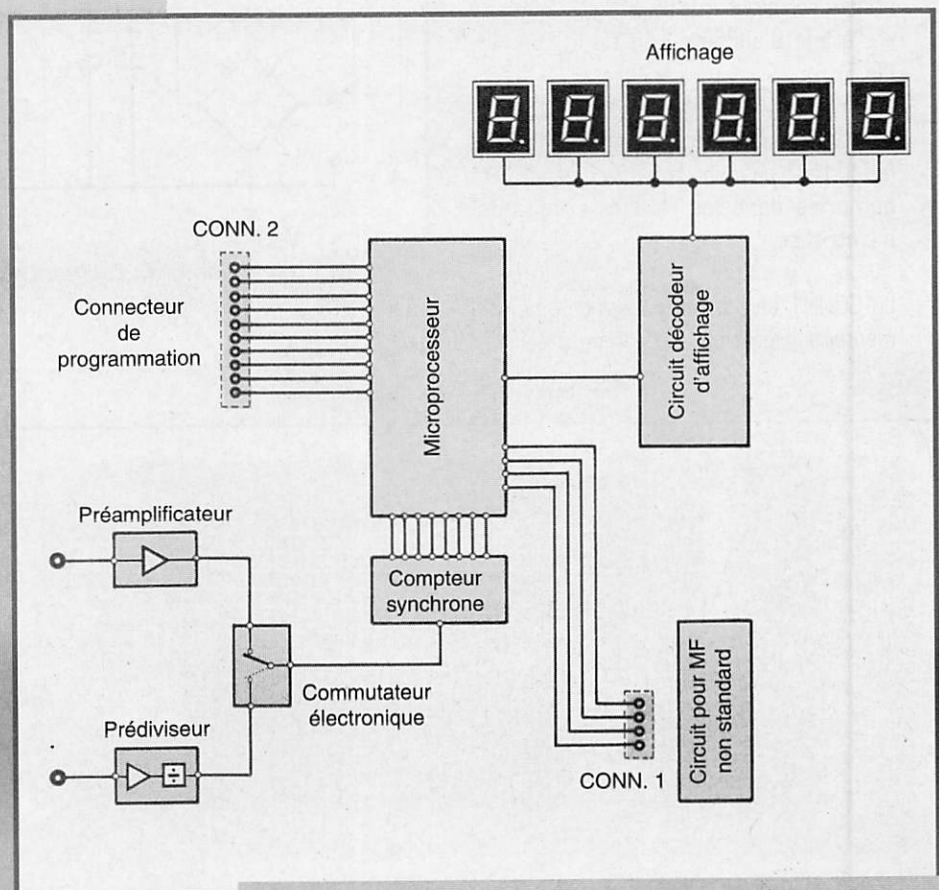 Affichage
CONN. 2
Connecteur
de
programmation
Microprocesseur
Circuit décodeur
d'affichage
Préamplificateur
Compteur
synchrone
Commutateur
électronique
Prédiviseur
CONN. 1
Circuit pour MF
non standard